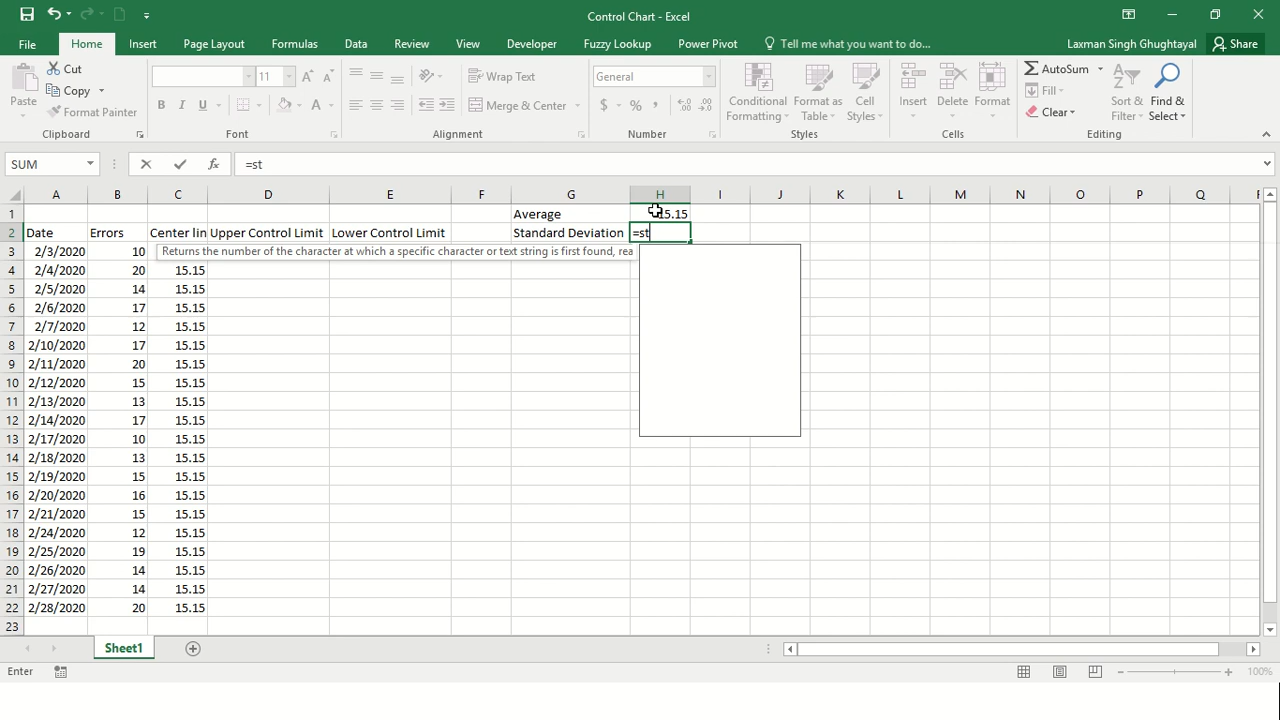 Control Chart - Excel
File Home Insert Page Layout Formulas Data Review View Developer Fuzzy Lookup Power Pivot Tell me what you want to do... Laxman Singh Ghughtayal Share
Paste Cut Copy Format Painter
Clipboard
11 A A B I U A
Font
Wrap Text
Merge & Center
Alignment
General
$ % ,
Number
Conditional Formatting Format as Table Cell Styles
Styles
Insert Delete Format
Cells
AutoSum Fill Clear Sort & Filter Find & Select
Editing
SUM fx =st
A B C D E F G H I J K L M N O P Q
1 Average 15.15
2 Date Errors Center lin Upper Control Limit Lower Control Limit Standard Deviation =st
3 2/3/2020 10 Returns the number of the character at which a specific character or text string is first found, rea
4 2/4/2020 20 15.15
5 2/5/2020 14 15.15
6 2/6/2020 17 15.15
7 2/7/2020 12 15.15
8 2/10/2020 17 15.15
9 2/11/2020 20 15.15
10 2/12/2020 15 15.15
11 2/13/2020 13 15.15
12 2/14/2020 17 15.15
13 2/17/2020 10 15.15
14 2/18/2020 13 15.15
15 2/19/2020 15 15.15
16 2/20/2020 16 15.15
17 2/21/2020 15 15.15
18 2/24/2020 12 15.15
19 2/25/2020 19 15.15
20 2/26/2020 14 15.15
21 2/27/2020 14 15.15
22 2/28/2020 20 15.15
23
Sheet1
Enter 100%